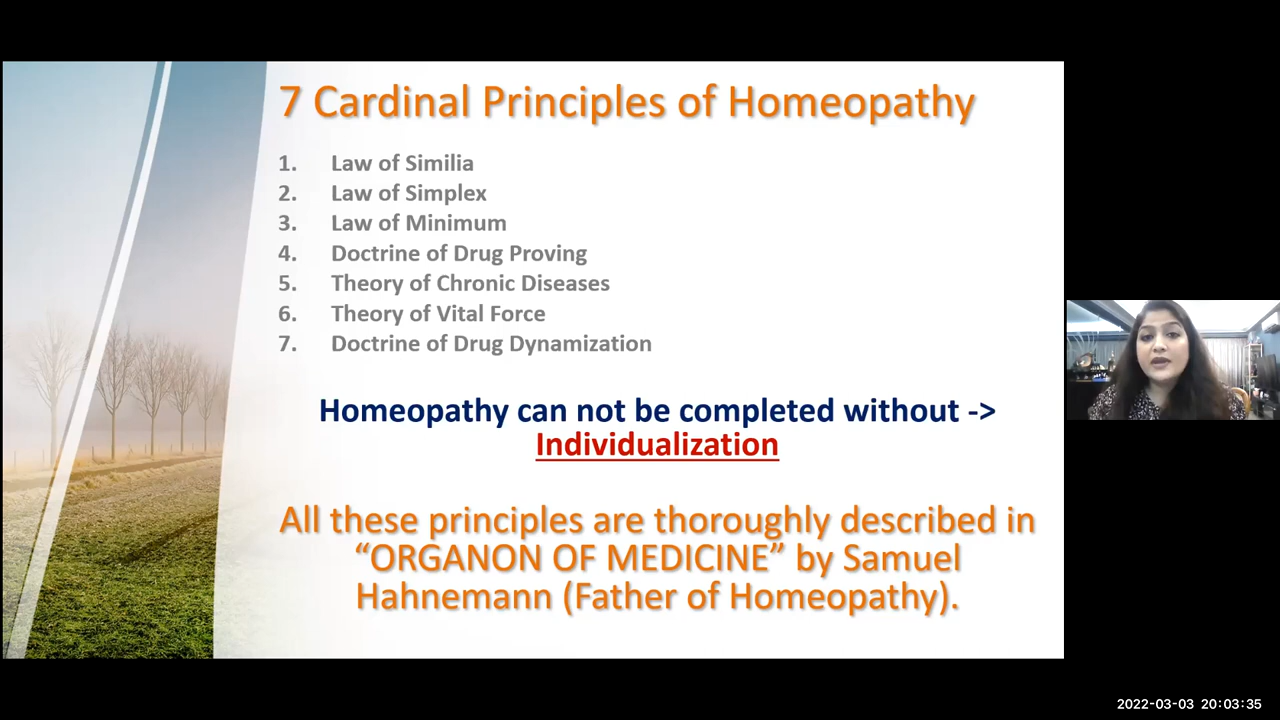 7 Cardinal Principles of Homeopathy
1. Law of Similia
2. Law of Simplex
3. Law of Minimum
4. Doctrine of Drug Proving
5. Theory of Chronic Diseases
6. Theory of Vital Force
7. Doctrine of Drug Dynamization
Homeopathy can not be completed without ->
Individualization
All these principles are thoroughly described in
“ORGANON OF MEDICINE” by Samuel
Hahnemann (Father of Homeopathy).
2022-03-03 20:03:35